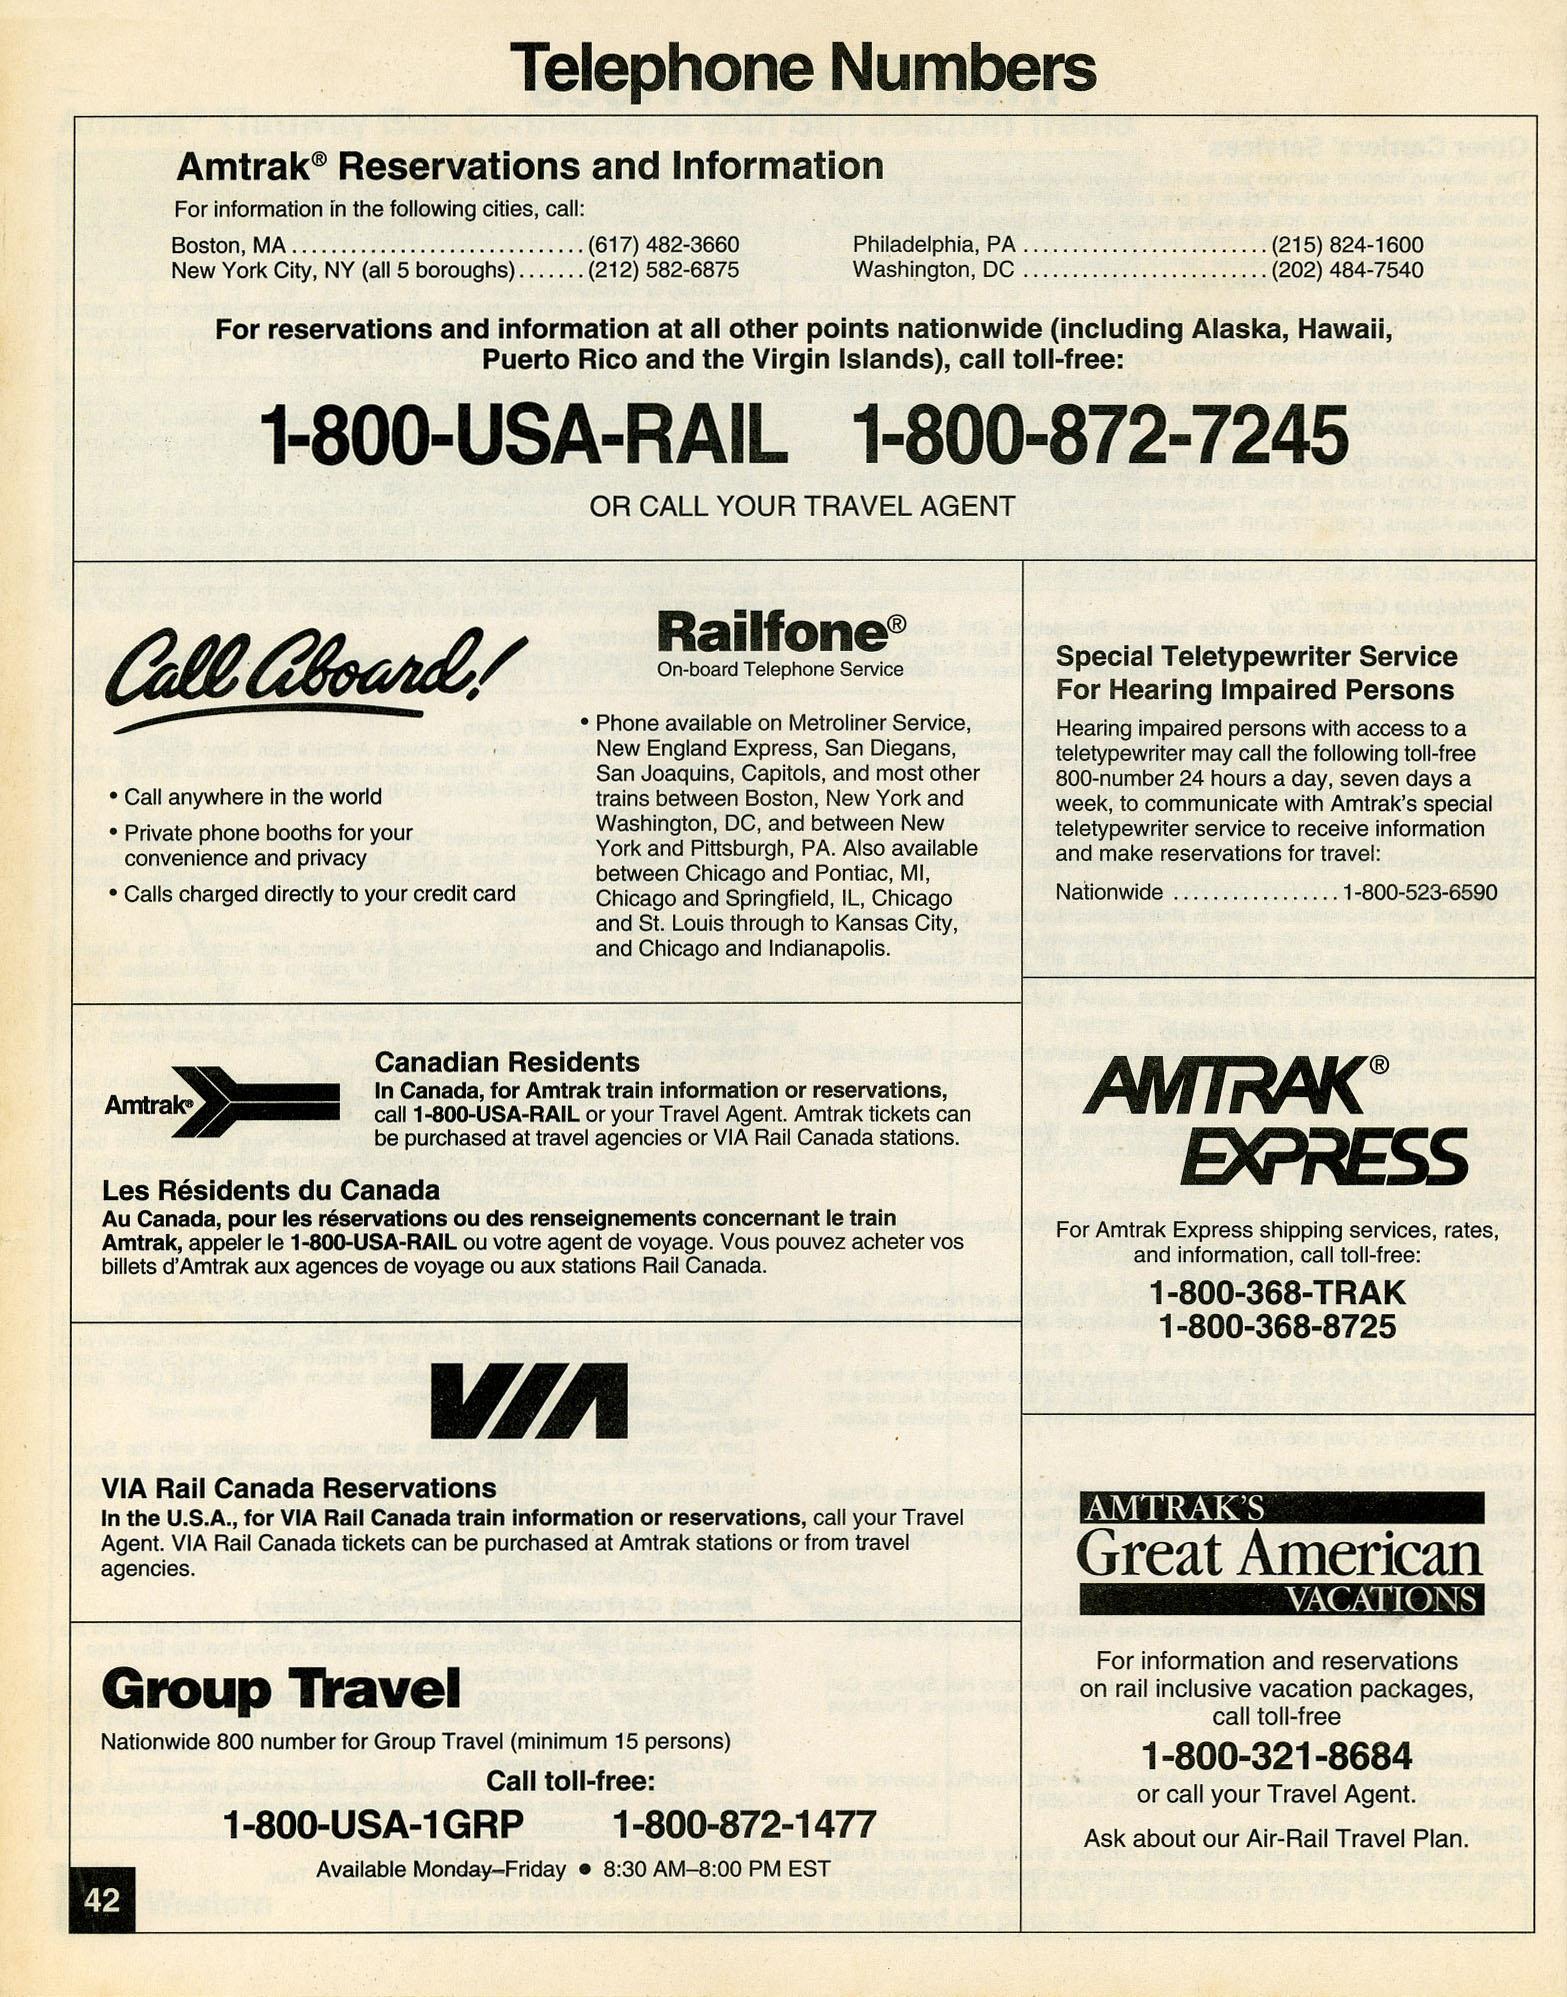 Telephone Numbers
Amtrak® Reservations and Information
For information in the following cities, call:
Boston, MA .............................. (617) 482-3660
New York City, NY (all 5 boroughs)....... (212) 582-6875
Philadelphia, PA ......................... (215) 824-1600
Washington, DC ......................... (202) 484-7540
For reservations and information at all other points nationwide (including Alaska, Hawaii,
Puerto Rico and the Virgin Islands), call toll-free:
1-800-USA-RAIL 1-800-872-7245
OR CALL YOUR TRAVEL AGENT
Call Aboard!
• Call anywhere in the world
• Private phone booths for your
convenience and privacy
• Calls charged directly to your credit card
Railfone®
On-board Telephone Service
• Phone available on Metroliner Service,
New England Express, San Diegans,
San Joaquins, Capitols, and most other
trains between Boston, New York and
Washington, DC, and between New
York and Pittsburgh, PA. Also available
between Chicago and Pontiac, MI,
Chicago and Springfield, IL, Chicago
and St. Louis through to Kansas City,
and Chicago and Indianapolis.
Special Teletypewriter Service
For Hearing Impaired Persons
Hearing impaired persons with access to a
teletypewriter may call the following toll-free
800-number 24 hours a day, seven days a
week, to communicate with Amtrak's special
teletypewriter service to receive information
and make reservations for travel:
Nationwide ................. 1-800-523-6590
Amtrak®
Canadian Residents
In Canada, for Amtrak train information or reservations,
call 1-800-USA-RAIL or your Travel Agent. Amtrak tickets can
be purchased at travel agencies or VIA Rail Canada stations.
Les Résidents du Canada
Au Canada, pour les réservations ou des renseignements concernant le train
Amtrak, appeler le 1-800-USA-RAIL ou votre agent de voyage. Vous pouvez acheter vos
billets d'Amtrak aux agences de voyage ou aux stations Rail Canada.
VIA
VIA Rail Canada Reservations
In the U.S.A., for VIA Rail Canada train information or reservations, call your Travel
Agent. VIA Rail Canada tickets can be purchased at Amtrak stations or from travel
agencies.
Group Travel
Nationwide 800 number for Group Travel (minimum 15 persons)
Call toll-free:
1-800-USA-1GRP 1-800-872-1477
Available Monday–Friday • 8:30 AM–8:00 PM EST
AMTRAK®
EXPRESS
For Amtrak Express shipping services, rates,
and information, call toll-free:
1-800-368-TRAK
1-800-368-8725
AMTRAK'S
Great American
VACATIONS
For information and reservations
on rail inclusive vacation packages,
call toll-free
1-800-321-8684
or call your Travel Agent.
Ask about our Air-Rail Travel Plan.
42